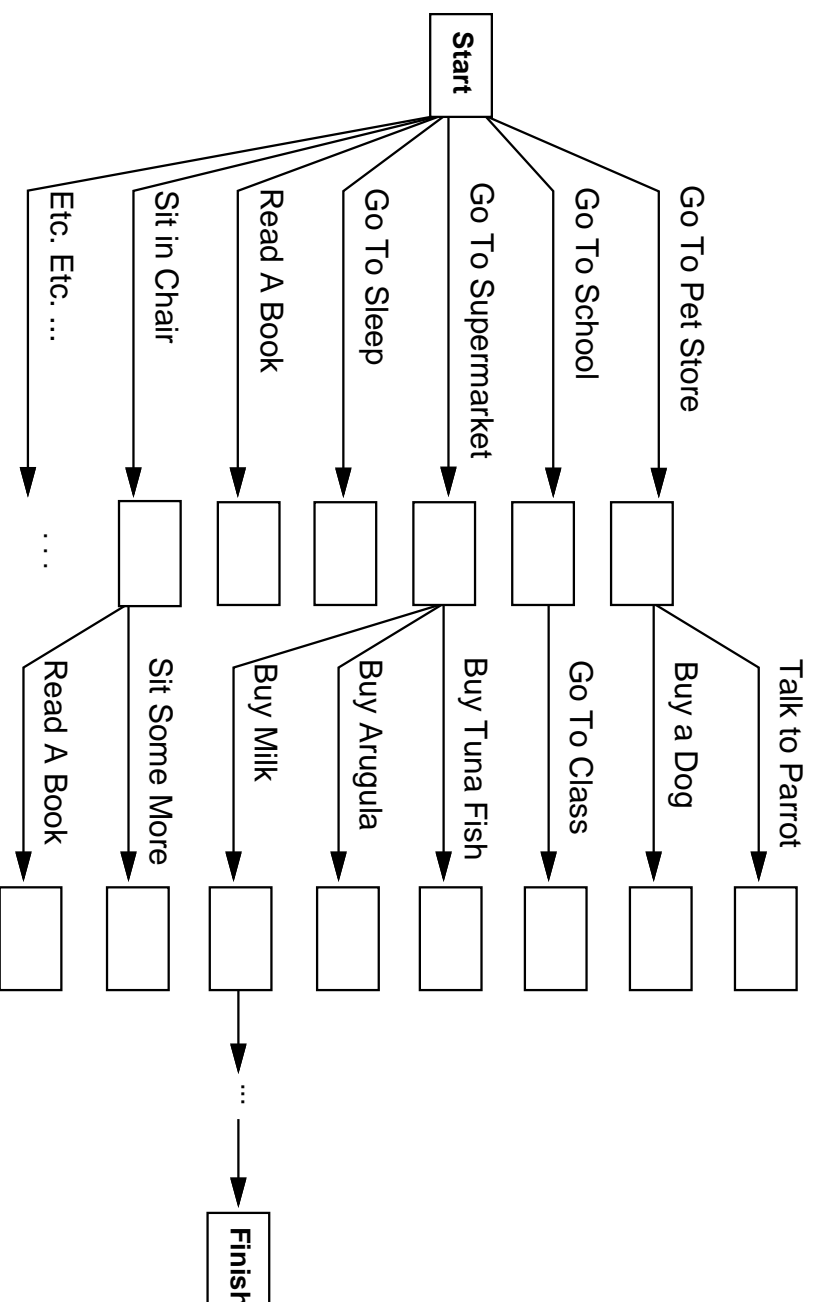 Talk to Parrot
Go To Pet Store
Buy a Dog
Go To School
Go To Class
Go To Supermarket
Buy Tuna Fish
Start
Go To Sleep
Buy Arugula
Read A Book
Buy Milk
...
Finish
Sit in Chair
Sit Some More
Etc. Etc. ...
. . .
Read A Book